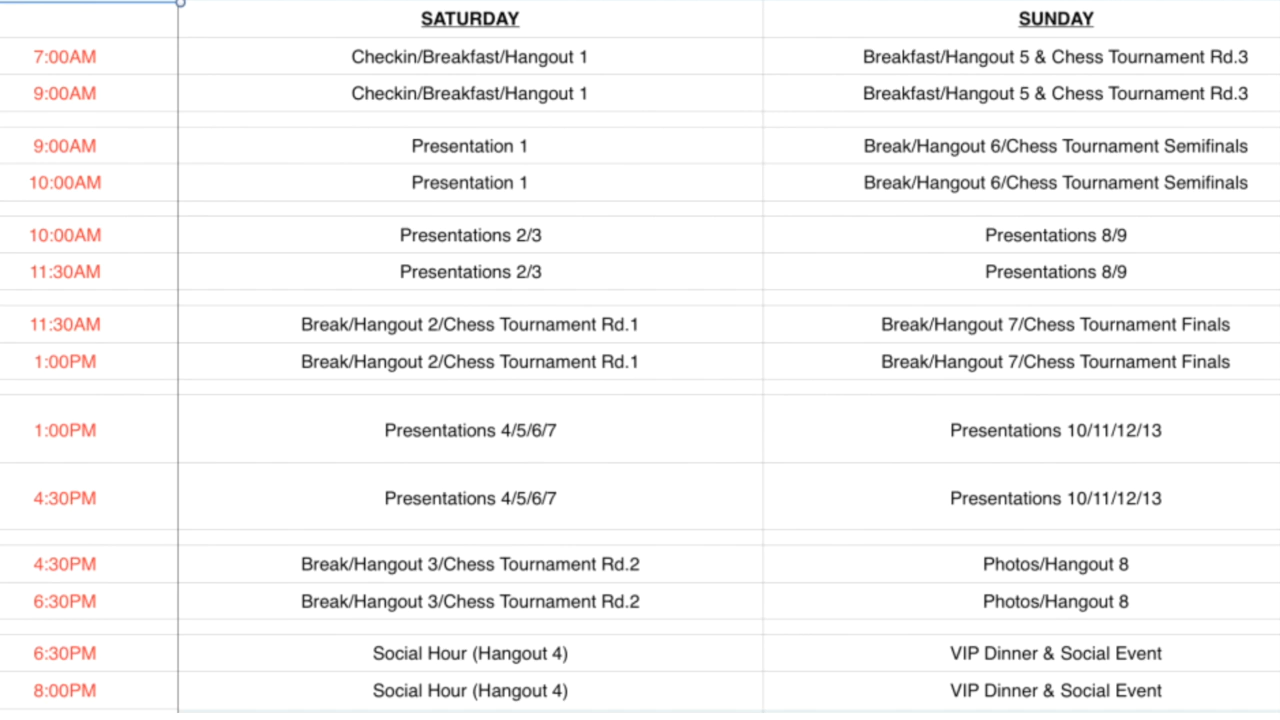 SATURDAY SUNDAY
7:00AM Checkin/Breakfast/Hangout 1 Breakfast/Hangout 5 & Chess Tournament Rd.3
9:00AM Checkin/Breakfast/Hangout 1 Breakfast/Hangout 5 & Chess Tournament Rd.3
9:00AM Presentation 1 Break/Hangout 6/Chess Tournament Semifinals
10:00AM Presentation 1 Break/Hangout 6/Chess Tournament Semifinals
10:00AM Presentations 2/3 Presentations 8/9
11:30AM Presentations 2/3 Presentations 8/9
11:30AM Break/Hangout 2/Chess Tournament Rd.1 Break/Hangout 7/Chess Tournament Finals
1:00PM Break/Hangout 2/Chess Tournament Rd.1 Break/Hangout 7/Chess Tournament Finals
1:00PM Presentations 4/5/6/7 Presentations 10/11/12/13
4:30PM Presentations 4/5/6/7 Presentations 10/11/12/13
4:30PM Break/Hangout 3/Chess Tournament Rd.2 Photos/Hangout 8
6:30PM Break/Hangout 3/Chess Tournament Rd.2 Photos/Hangout 8
6:30PM Social Hour (Hangout 4) VIP Dinner & Social Event
8:00PM Social Hour (Hangout 4) VIP Dinner & Social Event